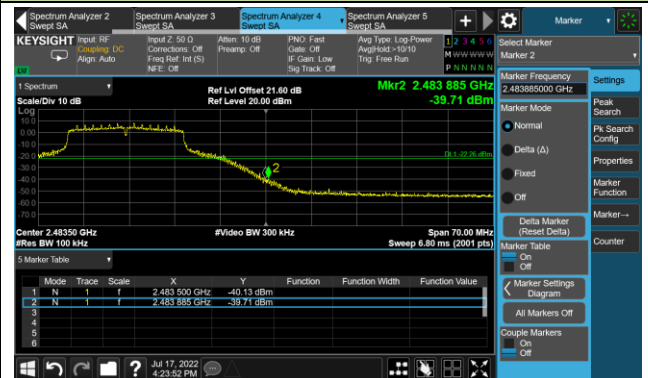 Spectrum Analyzer 2
Swept SA
Spectrum Analyzer 3
Swept SA
Spectrum Analyzer 4
Swept SA
Spectrum Analyzer 5
Swept SA
+
Marker
KEYSIGHT
Input: RF
Coupling: DC
Align: Auto
Input Z: 50 Ω
Corrections: Off
Freq Ref: Int (S)
NFE: Off
Atten: 10 dB
Preamp: Off
PNO: Fast
Gate: Off
IF Gain: Low
Sig Track: Off
Avg Type: Log-Power
Avg|Hold:>10/10
Trig: Free Run
1 2 3 4 5 6
M W W W W W
P N N N N N
LVI
Select Marker
Marker 2
1 Spectrum
Scale/Div 10 dB
Ref Lvl Offset 21.60 dB
Ref Level 20.00 dBm
Mkr2 2.483 885 GHz
-39.71 dBm
Log
10.0
0.00
-10.0
-20.0
-30.0
-40.0
-50.0
-60.0
-70.0
DL1 -22.26 dBm
2
Center 2.48350 GHz
#Res BW 100 kHz
#Video BW 300 kHz
Span 70.00 MHz
Sweep 6.80 ms (2001 pts)
5 Marker Table
Mode Trace Scale X Y Function Function Width Function Value
1 N 1 f 2.483 500 GHz -40.13 dBm
2 N 1 f 2.483 885 GHz -39.71 dBm
3
4
5
6
Marker Frequency
2.483885000 GHz
Marker Mode
Normal
Delta (Δ)
Fixed
Off
Delta Marker
(Reset Delta)
Marker Table
On
Off
Marker Settings
Diagram
All Markers Off
Couple Markers
On
Off
Settings
Peak
Search
Pk Search
Config
Properties
Marker
Function
Marker→
Counter
?
Jul 17, 2022
4:23:52 PM